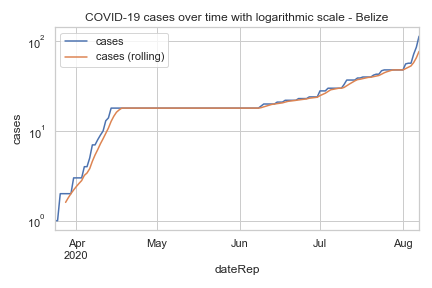 COVID-19 cases over time with logarithmic scale - Belize
cases
cases (rolling)
10²
10¹
10⁰
cases
Apr
2020
May
Jun
Jul
Aug
dateRep